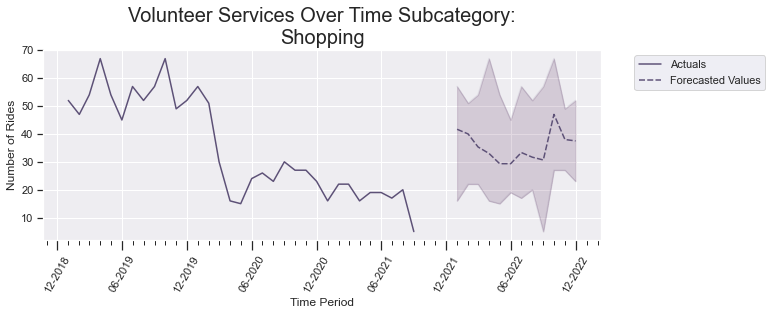 Volunteer Services Over Time Subcategory:
Shopping
Actuals
Forecasted Values
Number of Rides
70
60
50
40
30
20
10
12-2018
06-2019
12-2019
06-2020
12-2020
06-2021
12-2021
06-2022
12-2022
Time Period